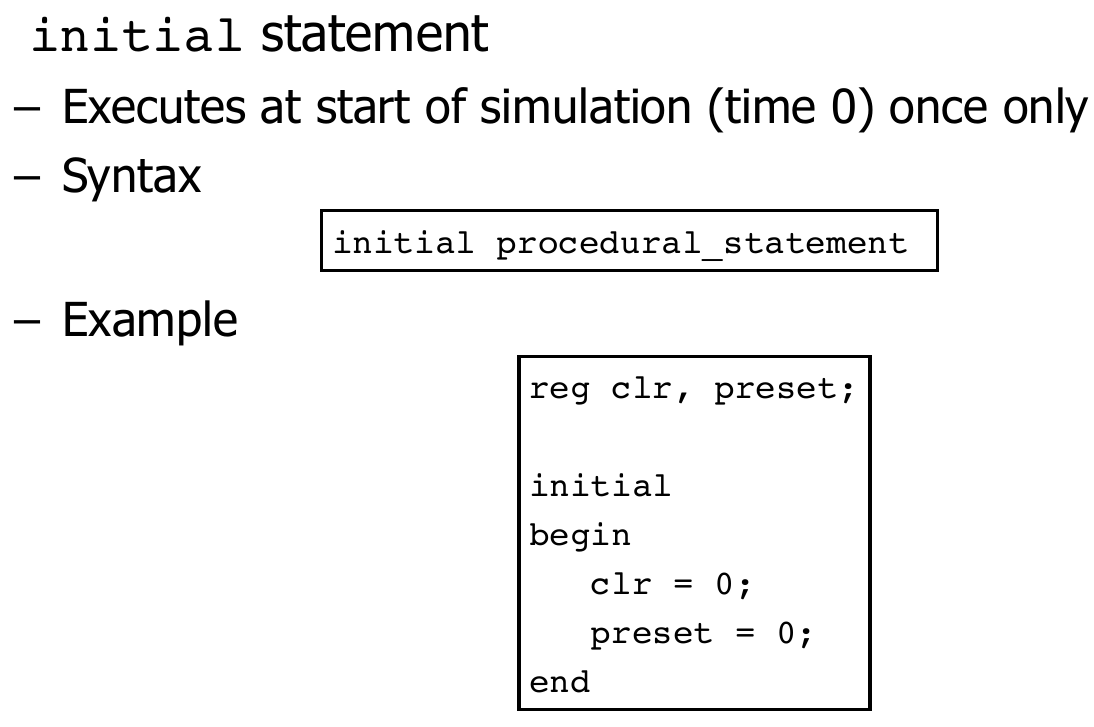 initial statement
– Executes at start of simulation (time 0) once only
– Syntax
initial procedural_statement
– Example
reg clr, preset;
initial
begin
clr = 0;
preset = 0;
end